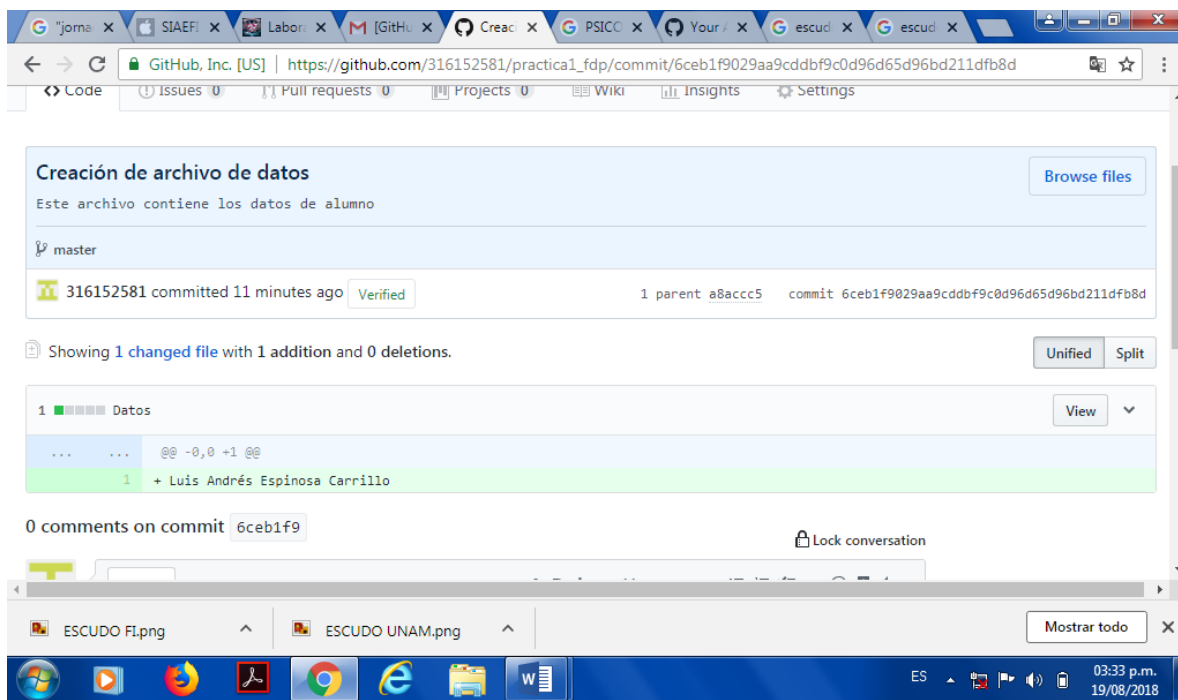 "jorna
SIAEFI
Labora
[GitHu
Creaci
PSICO
Your A
escud
escud
GitHub, Inc. [US] | https://github.com/316152581/practica1_fdp/commit/6ceb1f9029aa9cddbf9c0d96d65d96bd211dfb8d
Code Issues 0 Pull requests 0 Projects 0 Wiki Insights Settings
Creación de archivo de datos
Browse files
Este archivo contiene los datos de alumno
master
316152581 committed 11 minutes ago Verified
1 parent a8accc5 commit 6ceb1f9029aa9cddbf9c0d96d65d96bd211dfb8d
Showing 1 changed file with 1 addition and 0 deletions.
Unified Split
1 Datos
View
... ... @@ -0,0 +1 @@
1 + Luis Andrés Espinosa Carrillo
0 comments on commit 6ceb1f9
Lock conversation
ESCUDO FI.png
ESCUDO UNAM.png
Mostrar todo
ES
03:33 p.m.
19/08/2018